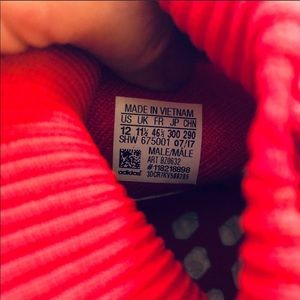 MADE IN VIETNAM
US UK FR JP CHN
12 11½ 46⅔ 300 290
SHW 675001 07/17
MALE/MALE
ART BZ0632
#118218898
adidas